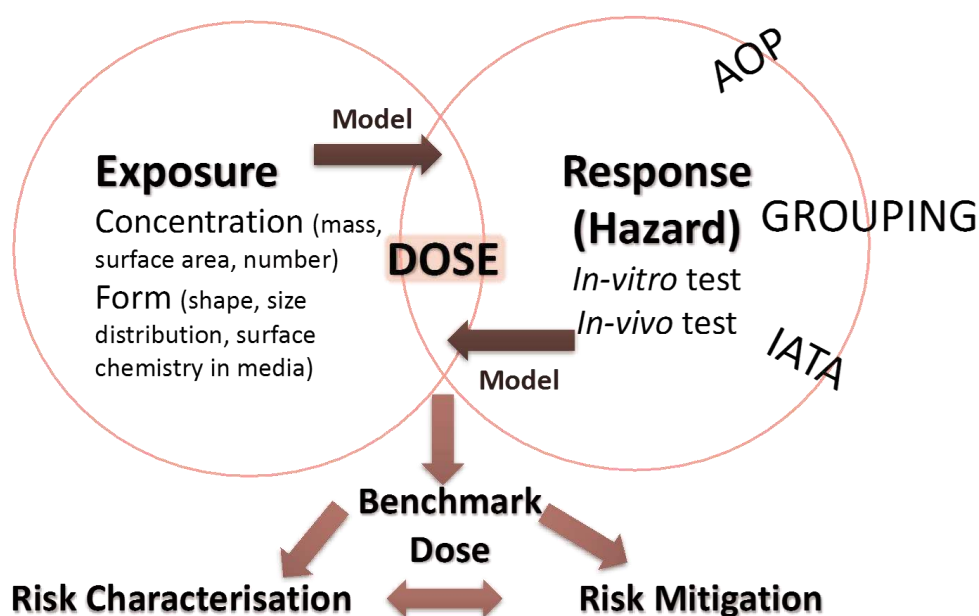 AOP
Model
Exposure
Concentration (mass,
surface area, number)
Form (shape, size
distribution, surface
chemistry in media)
DOSE
Response
(Hazard)
In-vitro test
In-vivo test
GROUPING
IATA
Model
Benchmark
Dose
Risk Characterisation
Risk Mitigation